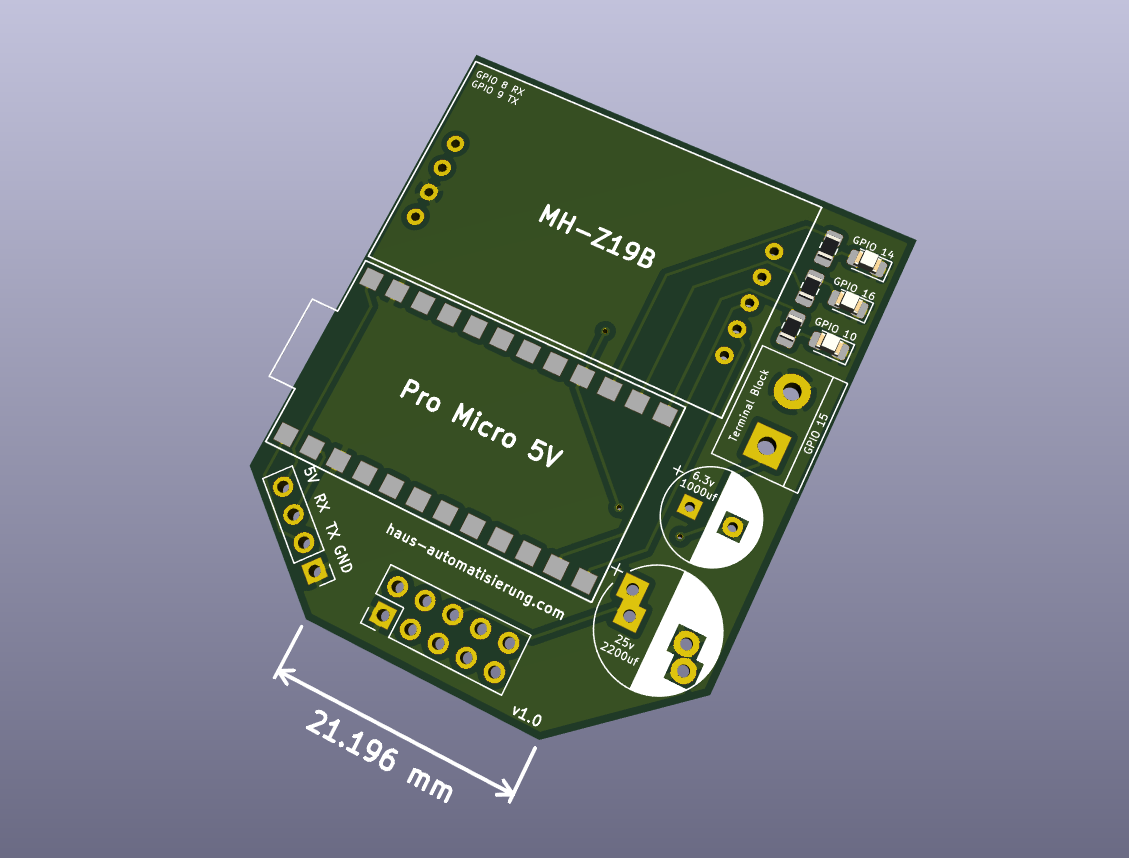 GPIO 8 RX
GPIO 9 TX
MH-Z19B
GPIO 14
GPIO 16
GPIO 10
Terminal Block
GPIO 15
Pro Micro 5V
+
6.3v
1000uf
5V RX TX GND
haus-automatisierung.com
+
25v
2200uf
v1.0
21.196 mm